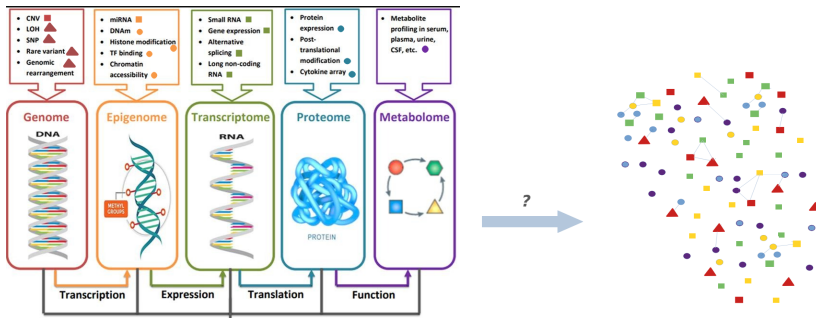 • CNV
• LOH
• SNP
• Rare variant
• Genomic
rearrangement
• miRNA
• DNAm
• Histone modification
• TF binding
• Chromatin
accessibility
• Small RNA
• Gene expression
• Alternative
splicing
• Long non-coding
RNA
• Protein
expression
• Post-
translational
modification
• Cytokine array
• Metabolite
profiling in serum,
plasma, urine,
CSF, etc.
Genome
Epigenome
Transcriptome
Proteome
Metabolome
DNA
METHYL
GROUPS
RNA
PROTEIN
Transcription
Expression
Translation
Function
?